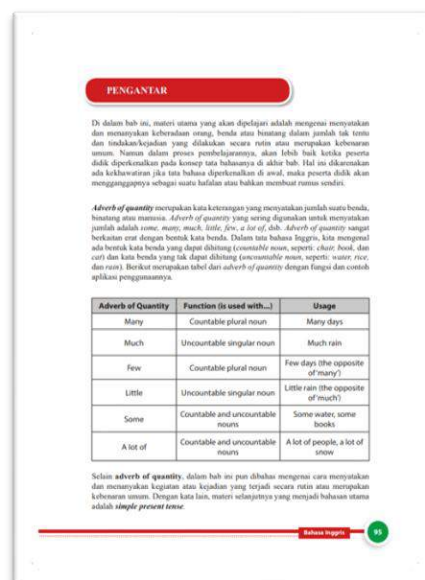 PENGANTAR
Di dalam bab ini, materi utama yang akan dipelajari adalah mengenai menyatakan
dan menanyakan keberadaan orang, benda atau binatang dalam jumlah tak tentu
dan tindakan/kejadian yang dilakukan secara rutin atau merupakan kebenaran
umum. Namun dalam proses pembelajarannya, akan lebih baik ketika peserta
didik diperkenalkan pada konsep tata bahasanya di akhir bab. Hal ini dikarenakan
ada kekhawatiran jika tata bahasa diperkenalkan di awal, maka peserta didik akan
mengganggapnya sebagai suatu hafalan atau bahkan membuat rumus sendiri.
Adverb of quantity merupakan kata keterangan yang menyatakan jumlah suatu benda,
binatang atau manusia. Adverb of quantity yang sering digunakan untuk menyatakan
jumlah adalah some, many, much, little, few, a lot of, dsb. Adverb of quantity sangat
berkaitan erat dengan bentuk kata benda. Dalam tata bahasa Inggris, kita mengenal
ada bentuk kata benda yang dapat dihitung (countable noun, seperti: chair, book, dan
cat) dan kata benda yang tak dapat dihitung (uncountable noun, seperti: water, rice,
dan rain). Berikut merupakan tabel dari adverb of quantity dengan fungsi dan contoh
aplikasi penggunaannya.
Adverb of Quantity Function (is used with...) Usage
Many Countable plural noun Many days
Much Uncountable singular noun Much rain
Few Countable plural noun Few days (the opposite
of 'many')
Little Uncountable singular noun Little rain (the opposite
of 'much')
Some Countable and uncountable
nouns Some water, some
books
A lot of Countable and uncountable
nouns A lot of people, a lot of
snow
Selain adverb of quantity, dalam bab ini pun dibahas mengenai cara menyatakan
dan menanyakan kegiatan atau kejadian yang terjadi secara rutin atau merupakan
kebenaran umum. Dengan kata lain, materi selanjutnya yang menjadi bahasan utama
adalah simple present tense.
Bahasa Inggris 95